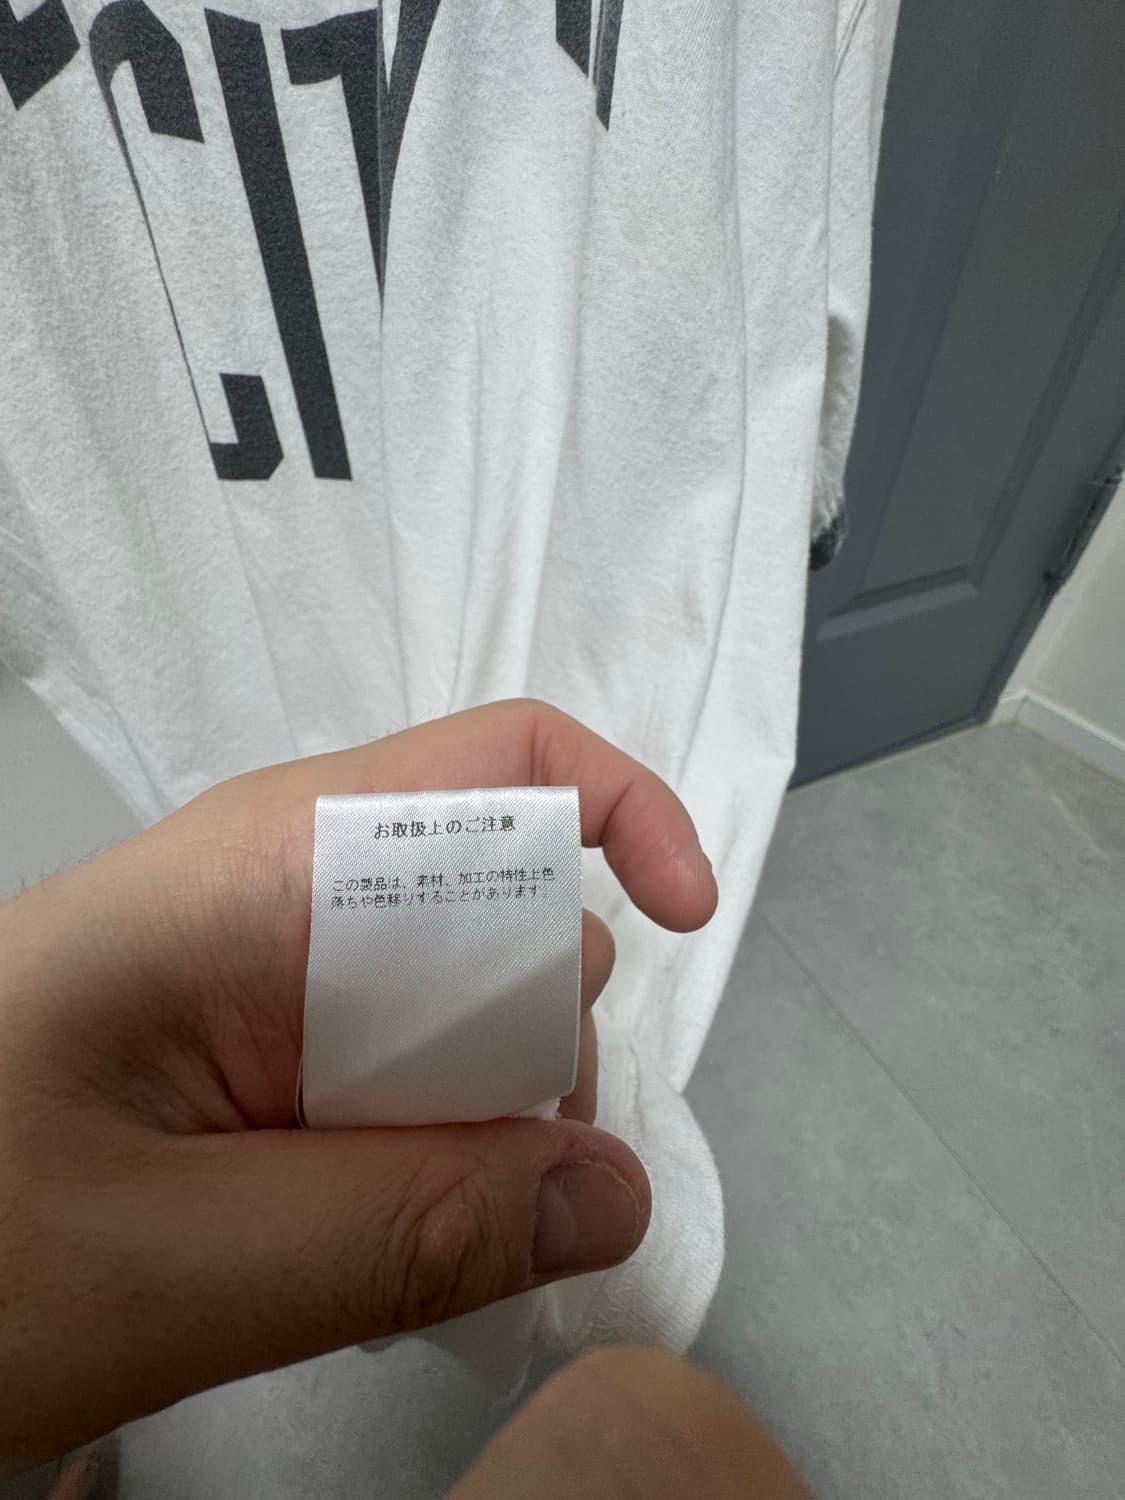 CIT
お取扱上のご注意
この製品は、素材、加工の特性上色
落ちや色移りすることがあります。